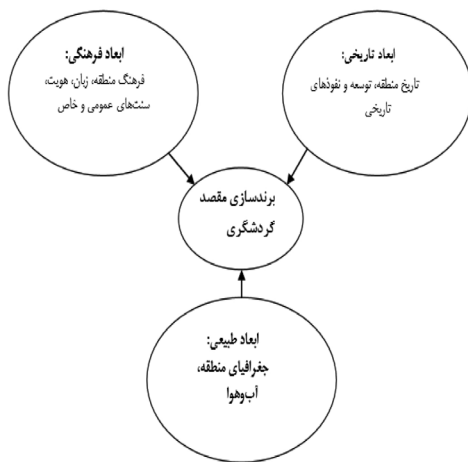 ابعاد تاریخی:
تاریخ منطقه، توسعه و نفوذهای
تاریخی
ابعاد فرهنگی:
فرهنگ منطقه، زبان، هویت،
سنت‌های عمومی و خاص
برندسازی مقصد
گردشگری
ابعاد طبیعی:
جغرافیای منطقه،
آب‌وهوا